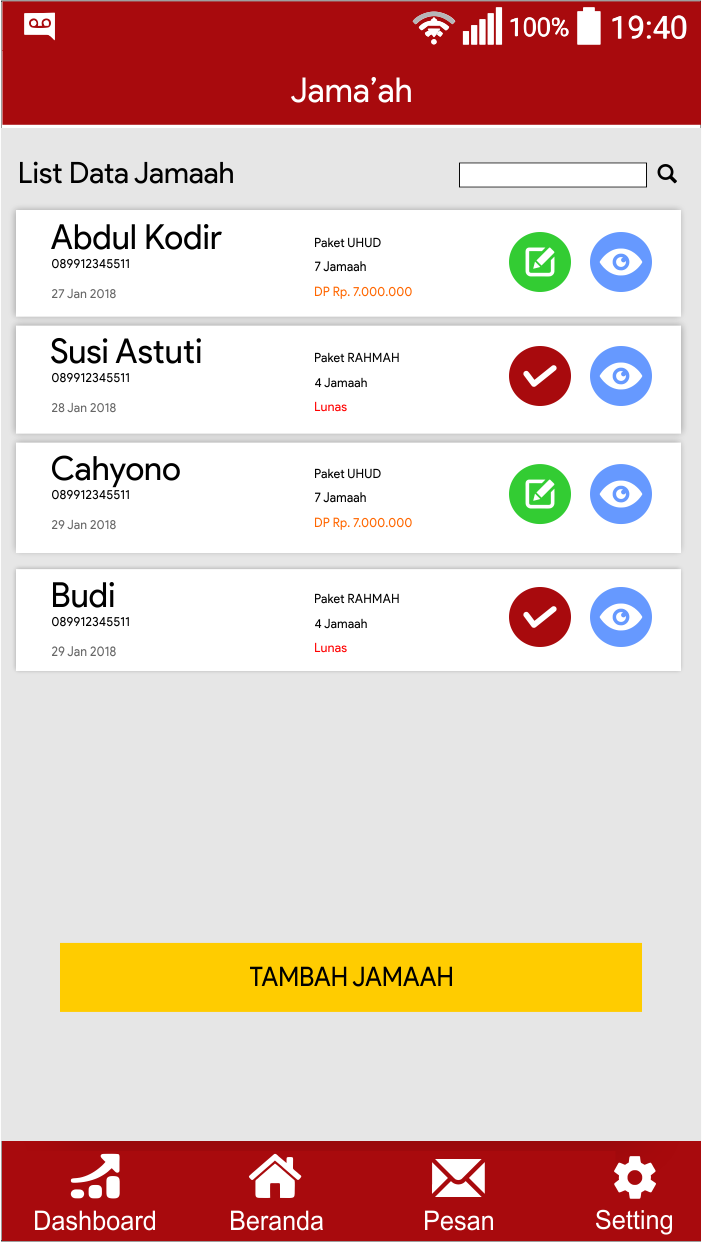 100% 19:40
Jama’ah
List Data Jamaah
Abdul Kodir
089912345511
27 Jan 2018
Paket UHUD
7 Jamaah
DP Rp. 7.000.000
Susi Astuti
089912345511
28 Jan 2018
Paket RAHMAH
4 Jamaah
Lunas
Cahyono
089912345511
29 Jan 2018
Paket UHUD
7 Jamaah
DP Rp. 7.000.000
Budi
089912345511
29 Jan 2018
Paket RAHMAH
4 Jamaah
Lunas
TAMBAH JAMAAH
Dashboard Beranda Pesan Setting